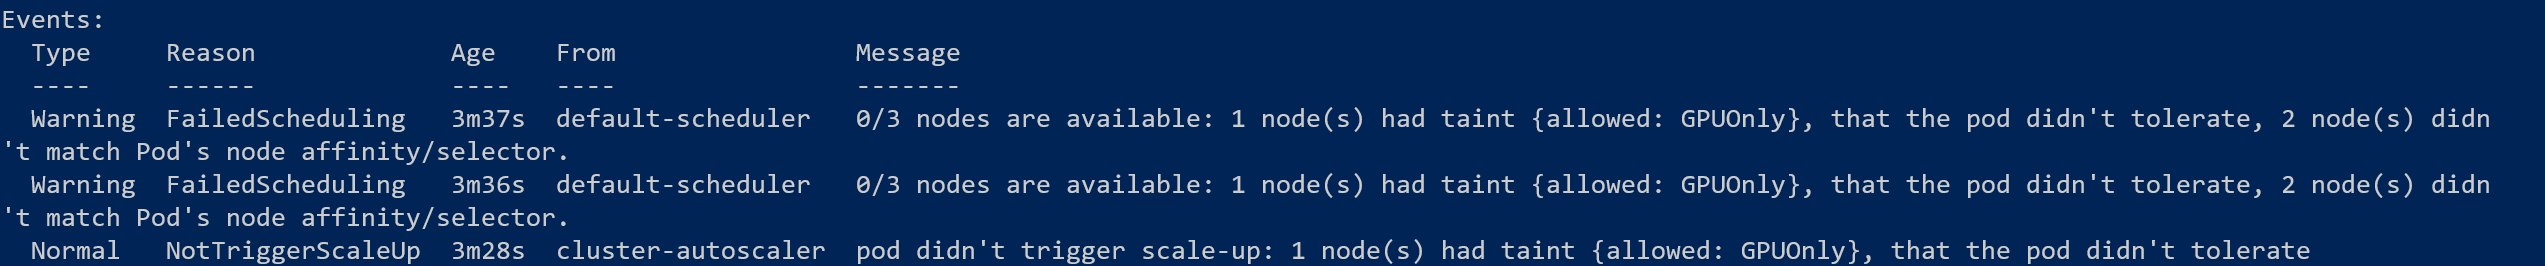 Events:
  Type     Reason             Age    From                Message
  ----     ------             ----   ----                -------
  Warning  FailedScheduling   3m37s  default-scheduler   0/3 nodes are available: 1 node(s) had taint {allowed: GPUOnly}, that the pod didn't tolerate, 2 node(s) didn
't match Pod's node affinity/selector.
  Warning  FailedScheduling   3m36s  default-scheduler   0/3 nodes are available: 1 node(s) had taint {allowed: GPUOnly}, that the pod didn't tolerate, 2 node(s) didn
't match Pod's node affinity/selector.
  Normal   NotTriggerScaleUp  3m28s  cluster-autoscaler  pod didn't trigger scale-up: 1 node(s) had taint {allowed: GPUOnly}, that the pod didn't tolerate